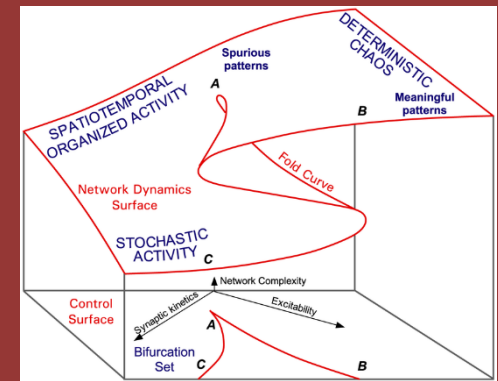 DETERMINISTIC
CHAOS
Spurious
patterns
A
SPATIOTEMPORAL
ORGANIZED ACTIVITY
Meaningful
patterns
B
Fold Curve
Network Dynamics
Surface
STOCHASTIC
ACTIVITY
C
Network Complexity
Synaptic kinetics
Excitability
Control
Surface
A
Bifurcation
Set
C
B